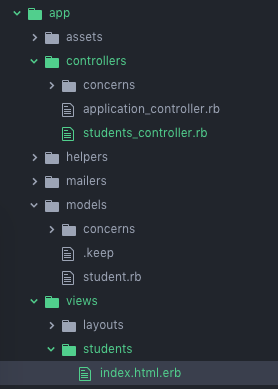 app
assets
controllers
concerns
application_controller.rb
students_controller.rb
helpers
mailers
models
concerns
.keep
student.rb
views
layouts
students
index.html.erb